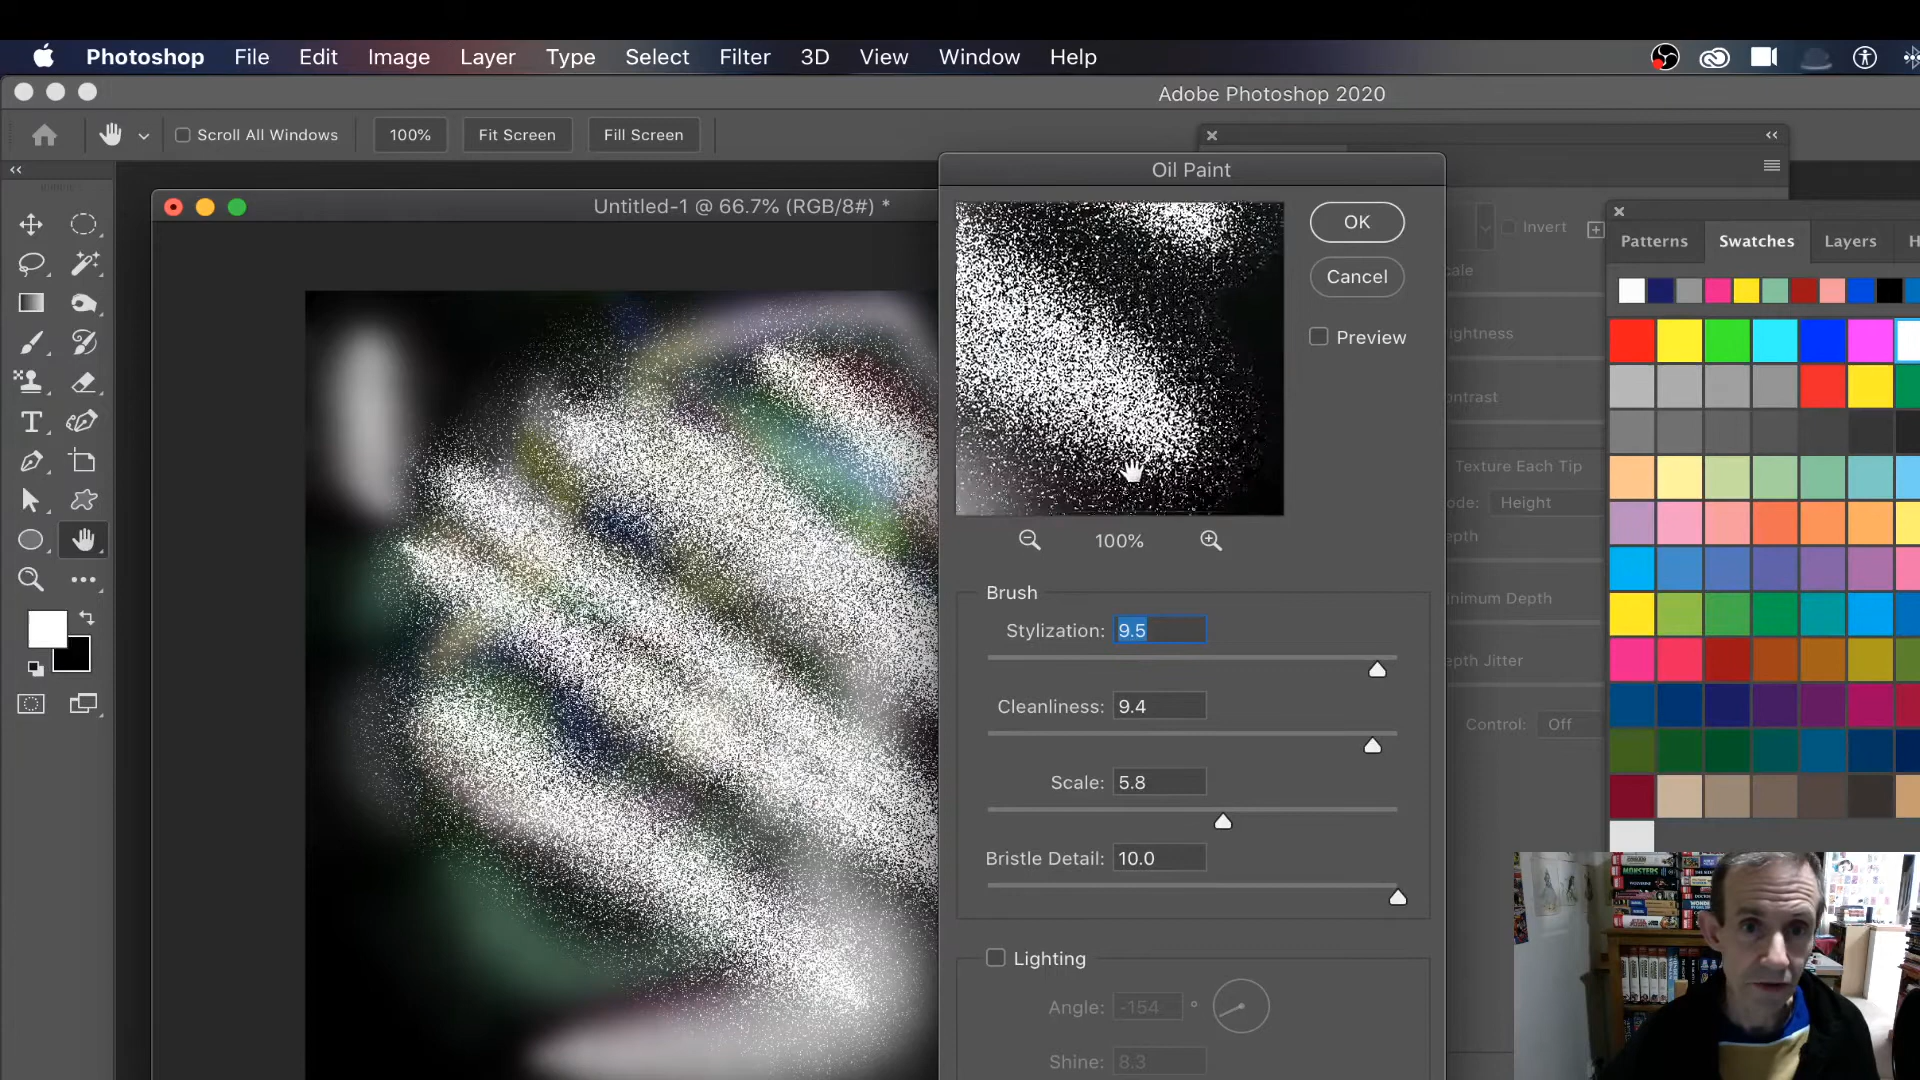 Photoshop File Edit Image Layer Type Select Filter 3D View Window Help
Adobe Photoshop 2020
Scroll All Windows 100% Fit Screen Fill Screen
Untitled-1 @ 66.7% (RGB/8#) *
Oil Paint
OK
Cancel
Preview
100%
Brush
Stylization: 9.5
Cleanliness: 9.4
Scale: 5.8
Bristle Detail: 10.0
Lighting
Angle: -154 °
Shine: 8.3
Invert
Texture Each Tip
Height
Control: Off
Patterns Swatches Layers